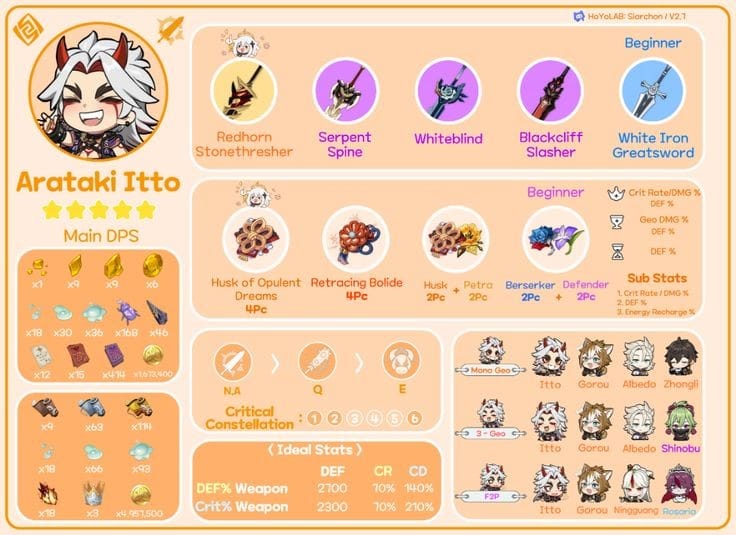 HoYoLAB: Siarchon / V2.7
Arataki Itto
Main DPS
x1 x9 x9 x6
x18 x30 x36 x168 x46
x12 x15 x414 x1,673,400
x9 x63 x114
x18 x66 x93
x18 x3 x4,957,500
Beginner
Redhorn
Stonethresher
Serpent
Spine
Whiteblind
Blackcliff
Slasher
White Iron
Greatsword
Beginner
Husk of Opulent
Dreams
4Pc
Retracing Bolide
4Pc
Husk + Petra
2Pc 2Pc
Berserker + Defender
2Pc 2Pc
Crit Rate/DMG %
DEF %
Geo DMG %
DEF %
DEF %
Sub Stats
1. Crit Rate / DMG %
2. DEF %
3. Energy Recharge %
N.A > Q > E
Critical
Constellation : 1 2 3 4 5 6
( Ideal Stats )
DEF CR CD
DEF% Weapon 2700 70% 140%
Crit% Weapon 2300 70% 210%
Mono Geo
Itto Gorou Albedo Zhongli
3 - Geo
Itto Gorou Albedo Shinobu
F2P
Itto Gorou Ningguang Rosaria